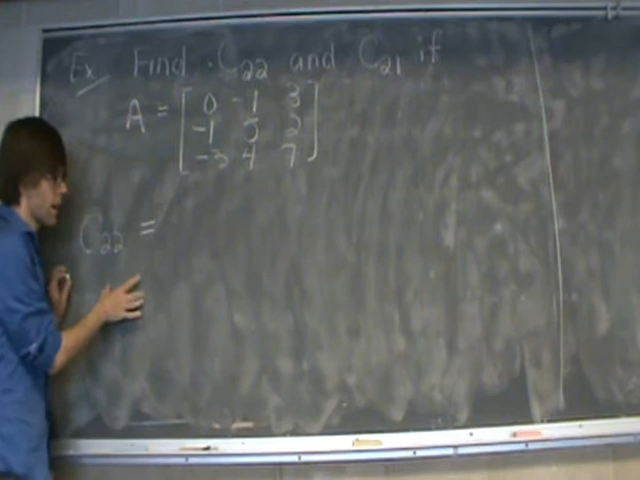 Ex Find C₂₂ and C₂₁ if
A = [ 0 -1 3
-1 5 2
-3 4 7 ]
C₂₂ =